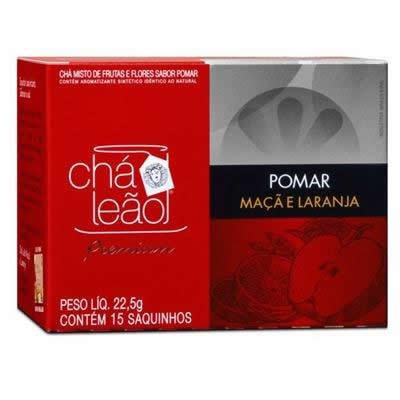 CHÁ MISTO DE FRUTAS E FLORES SABOR POMAR
CONTÉM AROMATIZANTE SINTÉTICO IDÊNTICO AO NATURAL
chá
leão
Premium
PESO LÍQ. 22,5g
CONTÉM 15 SAQUINHOS
POMAR
MAÇÃ E LARANJA